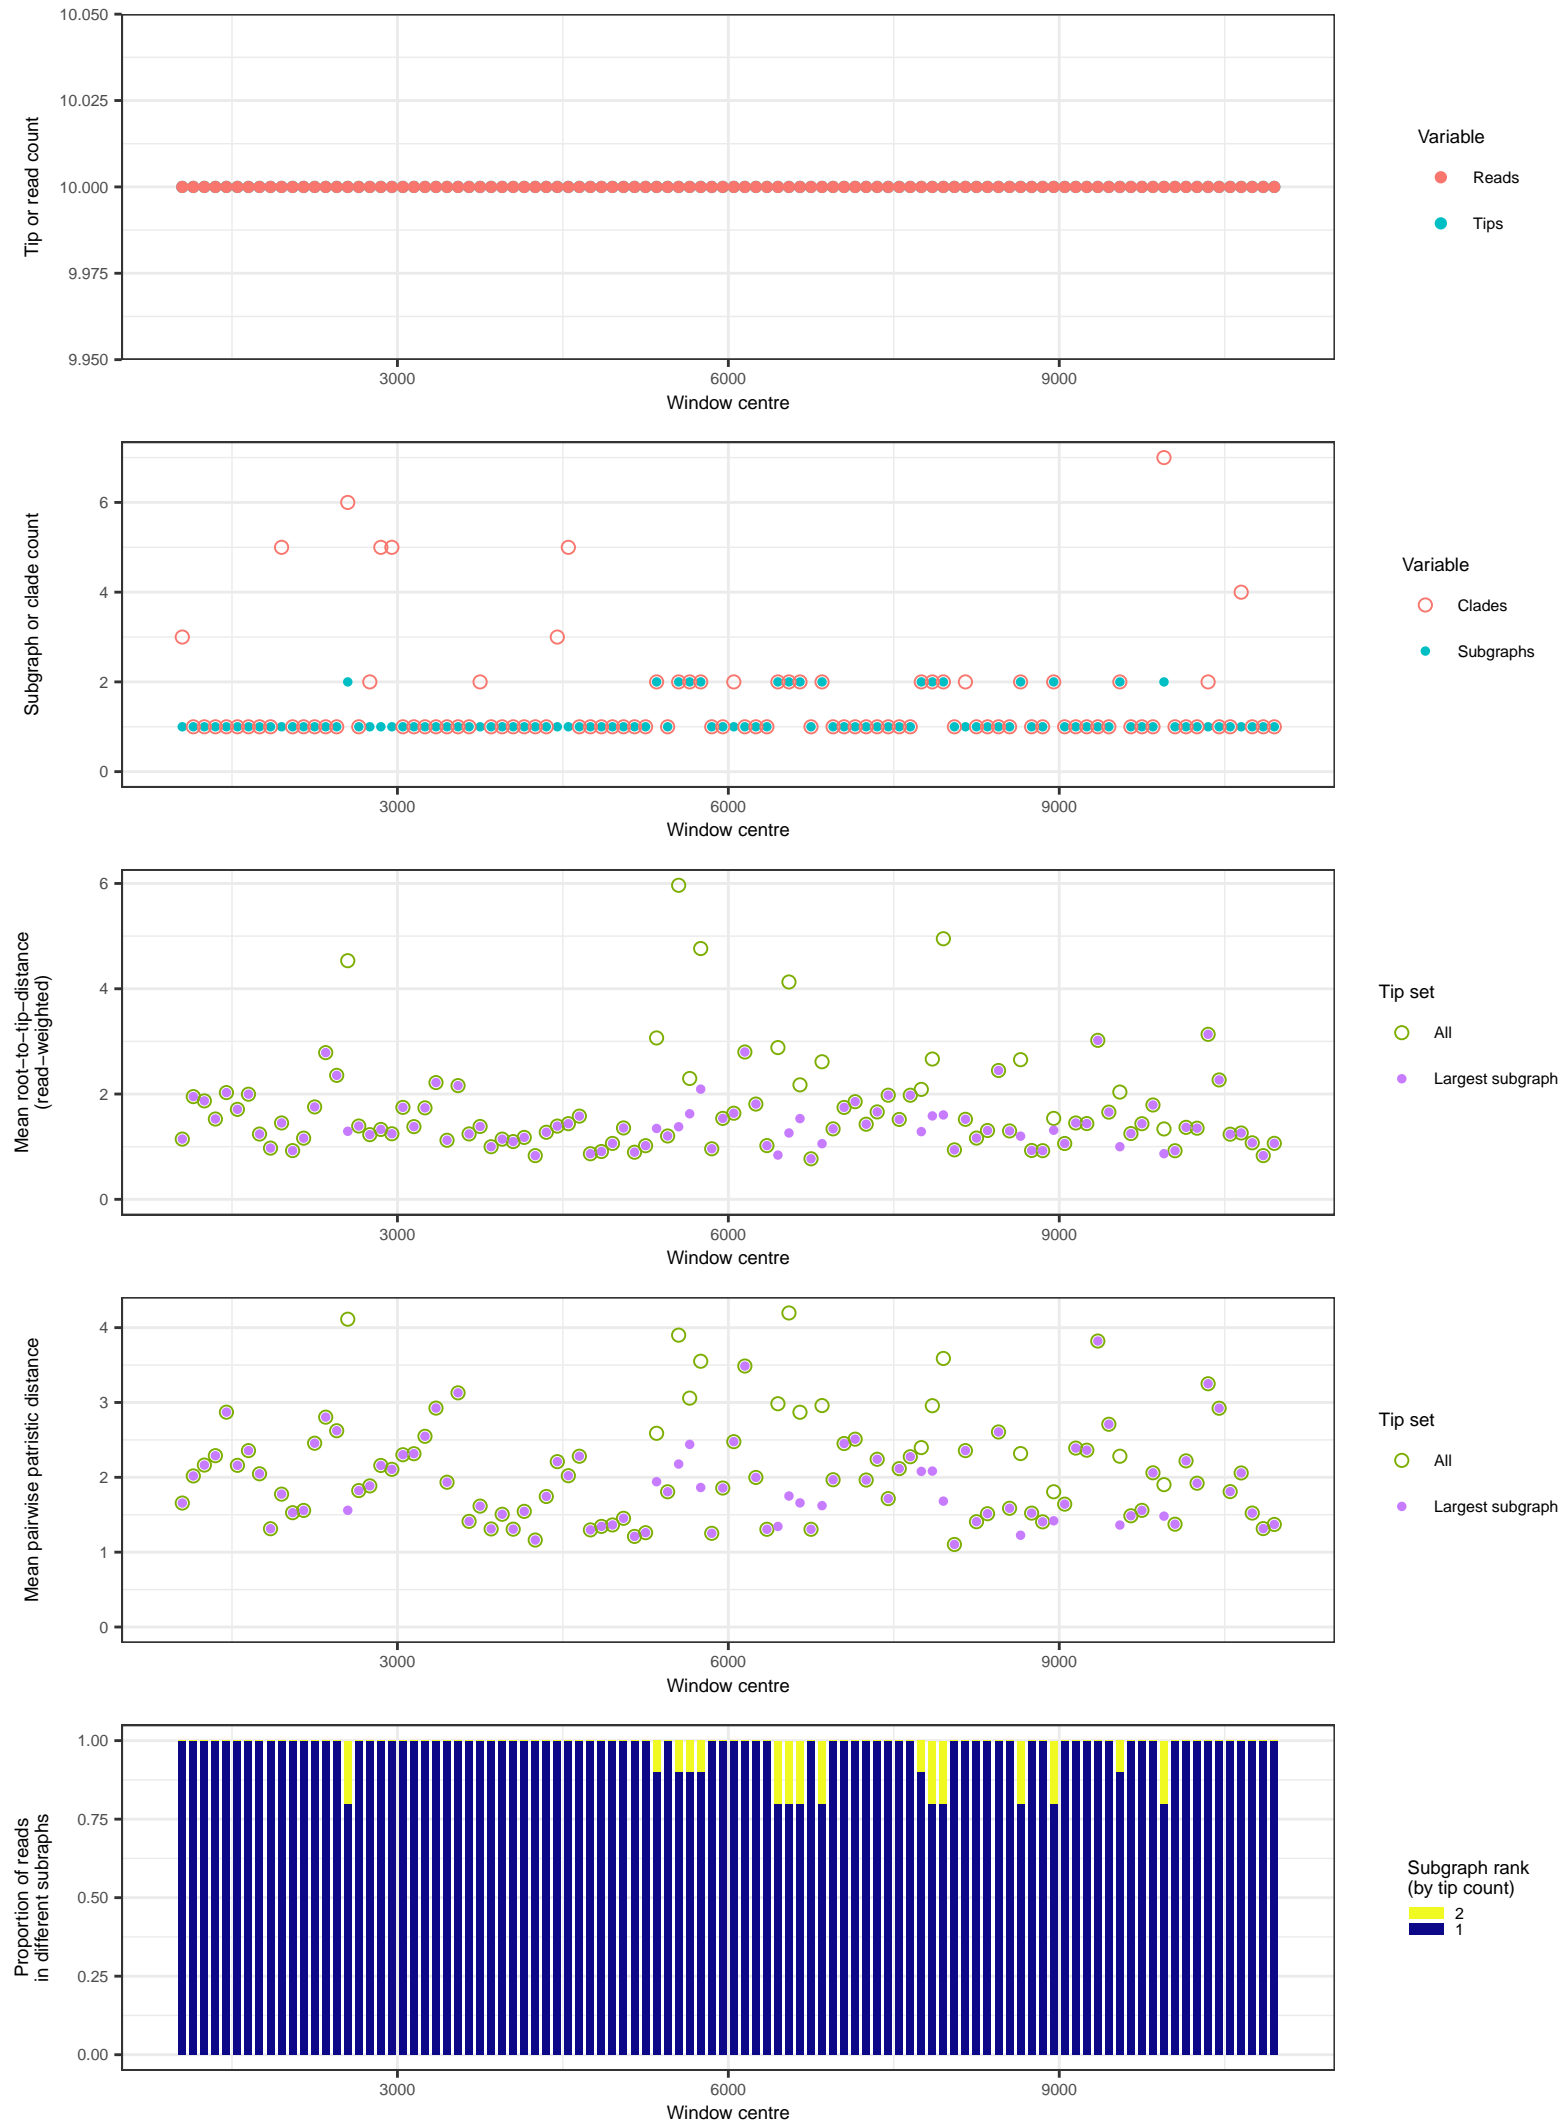 10.050
10.025
10.000
9.975
9.950
Tip or read count
3000
6000
9000
Window centre
Variable
Reads
Tips
6
4
2
0
Subgraph or clade count
3000
6000
9000
Window centre
Variable
Clades
Subgraphs
6
4
2
0
Mean root−to−tip−distance
(read−weighted)
3000
6000
9000
Window centre
Tip set
All
Largest subgraph
4
3
2
1
0
Mean pairwise patristic distance
3000
6000
9000
Window centre
Tip set
All
Largest subgraph
1.00
0.75
0.50
0.25
0.00
Proportion of reads
in different subraphs
3000
6000
9000
Window centre
Subgraph rank
(by tip count)
2
1